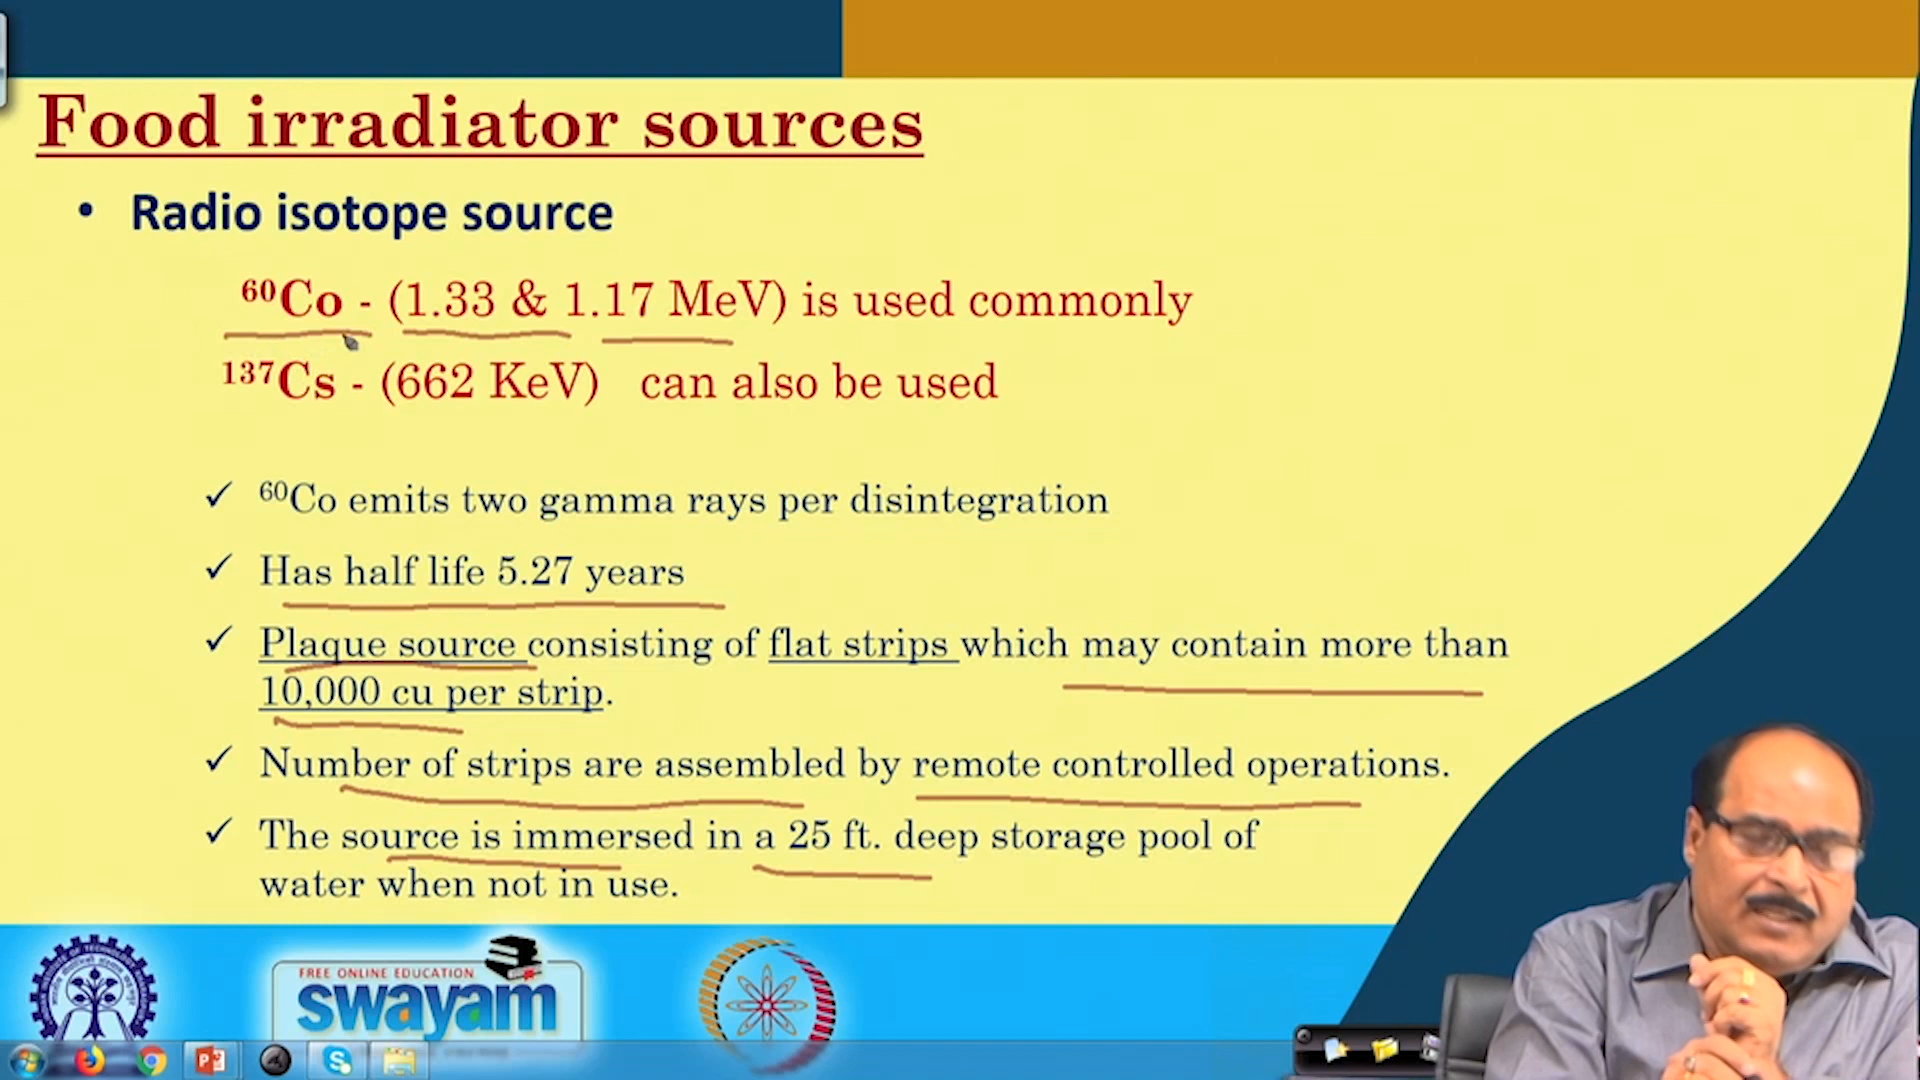 Food irradiator sources
• Radio isotope source
⁶⁰Co - (1.33 & 1.17 MeV) is used commonly
¹³⁷Cs - (662 KeV) can also be used
✓ ⁶⁰Co emits two gamma rays per disintegration
✓ Has half life 5.27 years
✓ Plaque source consisting of flat strips which may contain more than
10,000 cu per strip.
✓ Number of strips are assembled by remote controlled operations.
✓ The source is immersed in a 25 ft. deep storage pool of
water when not in use.
FREE ONLINE EDUCATION
swayam